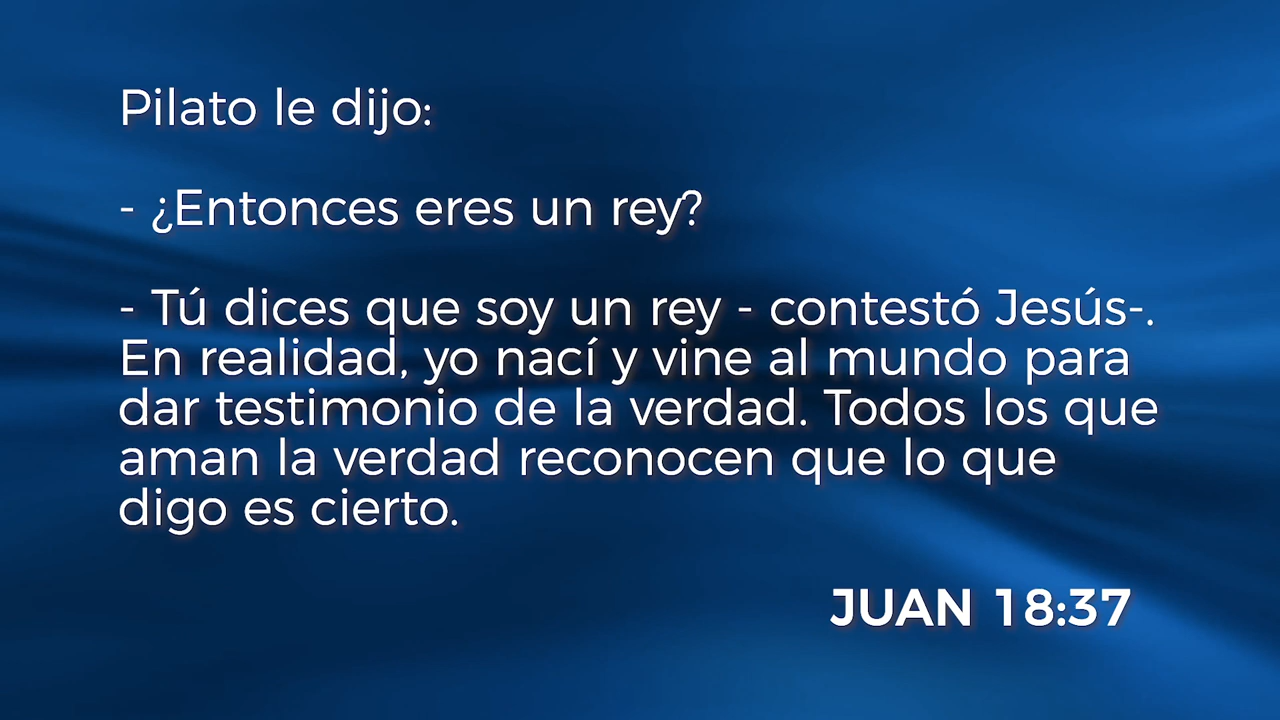 Pilato le dijo:
- ¿Entonces eres un rey?
- Tú dices que soy un rey - contestó Jesús-.
En realidad, yo nací y vine al mundo para
dar testimonio de la verdad. Todos los que
aman la verdad reconocen que lo que
digo es cierto.
JUAN 18:37